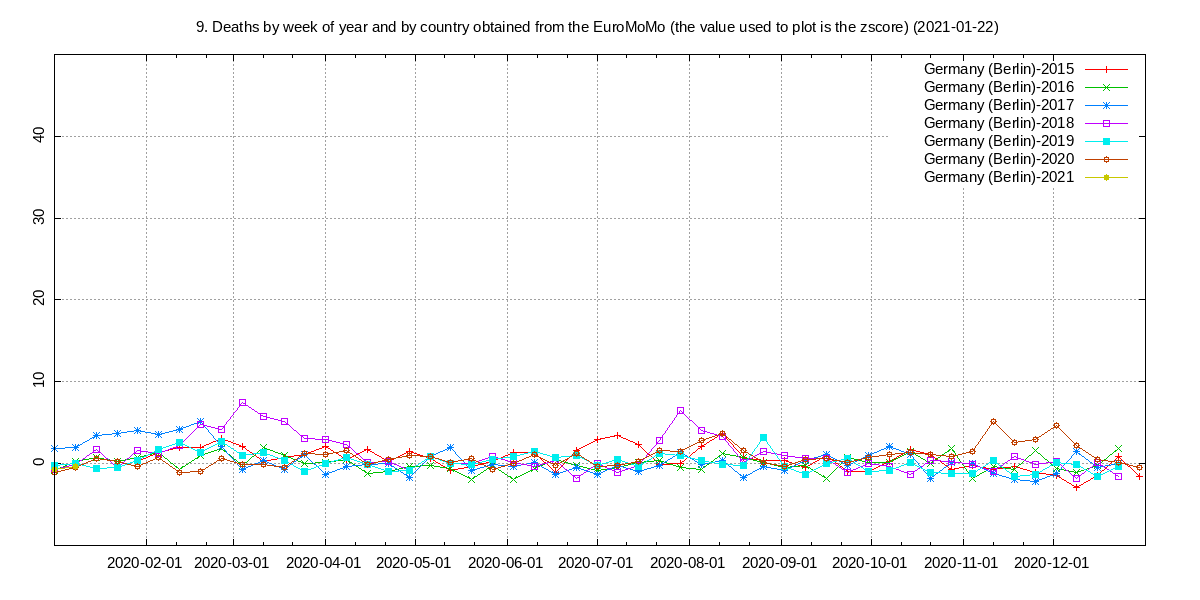 9. Deaths by week of year and by country obtained from the EuroMoMo (the value used to plot is the zscore) (2021-01-22)
Germany (Berlin)-2015
Germany (Berlin)-2016
Germany (Berlin)-2017
Germany (Berlin)-2018
Germany (Berlin)-2019
Germany (Berlin)-2020
Germany (Berlin)-2021
40
30
20
10
0
2020-02-01 2020-03-01 2020-04-01 2020-05-01 2020-06-01 2020-07-01 2020-08-01 2020-09-01 2020-10-01 2020-11-01 2020-12-01